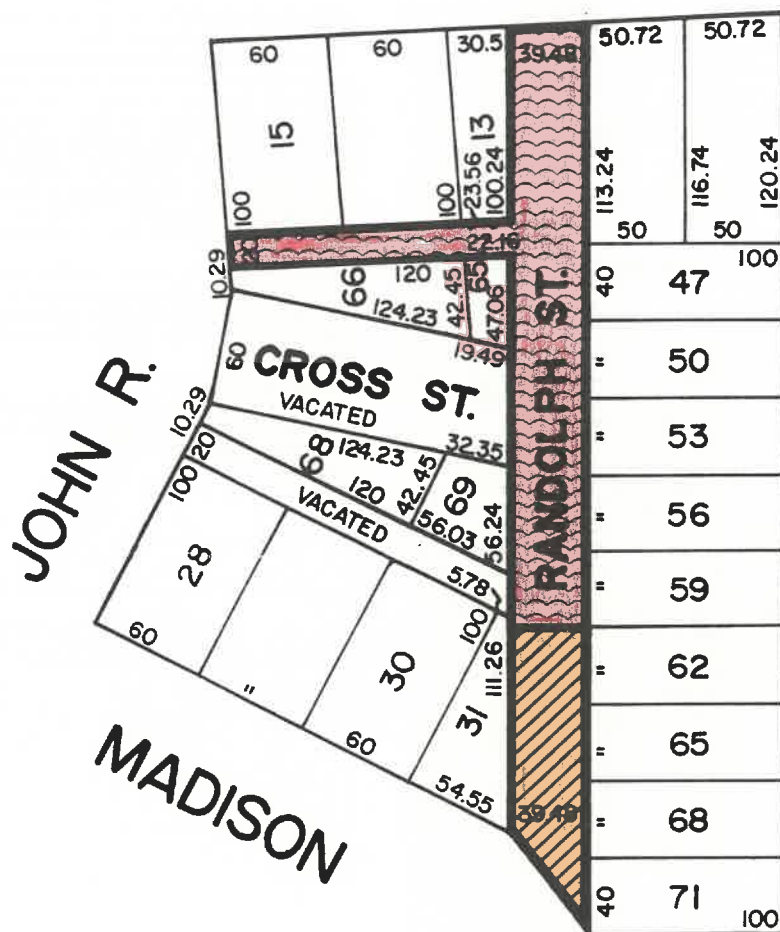 60 60 30.5 39.48 50.72 50.72
15 13
100 100 23.56 100.24 113.24 116.74 120.24
50 50
22.16
10.29 66 120 42.45 65 47.06 40 47 100
124.23
19.49
60 CROSS ST. " 50
VACATED
32.35
10.29 " 53
JOHN R.
68 124.23 42.45 69
120 56.03 56.24 " 56
100 20
VACATED
RANDOLPH ST.
28 5.78 " 59
100
60 " 30 111.26 " 62
31
60 " 65
54.55
MADISON 39.48 " 68
40 71 100